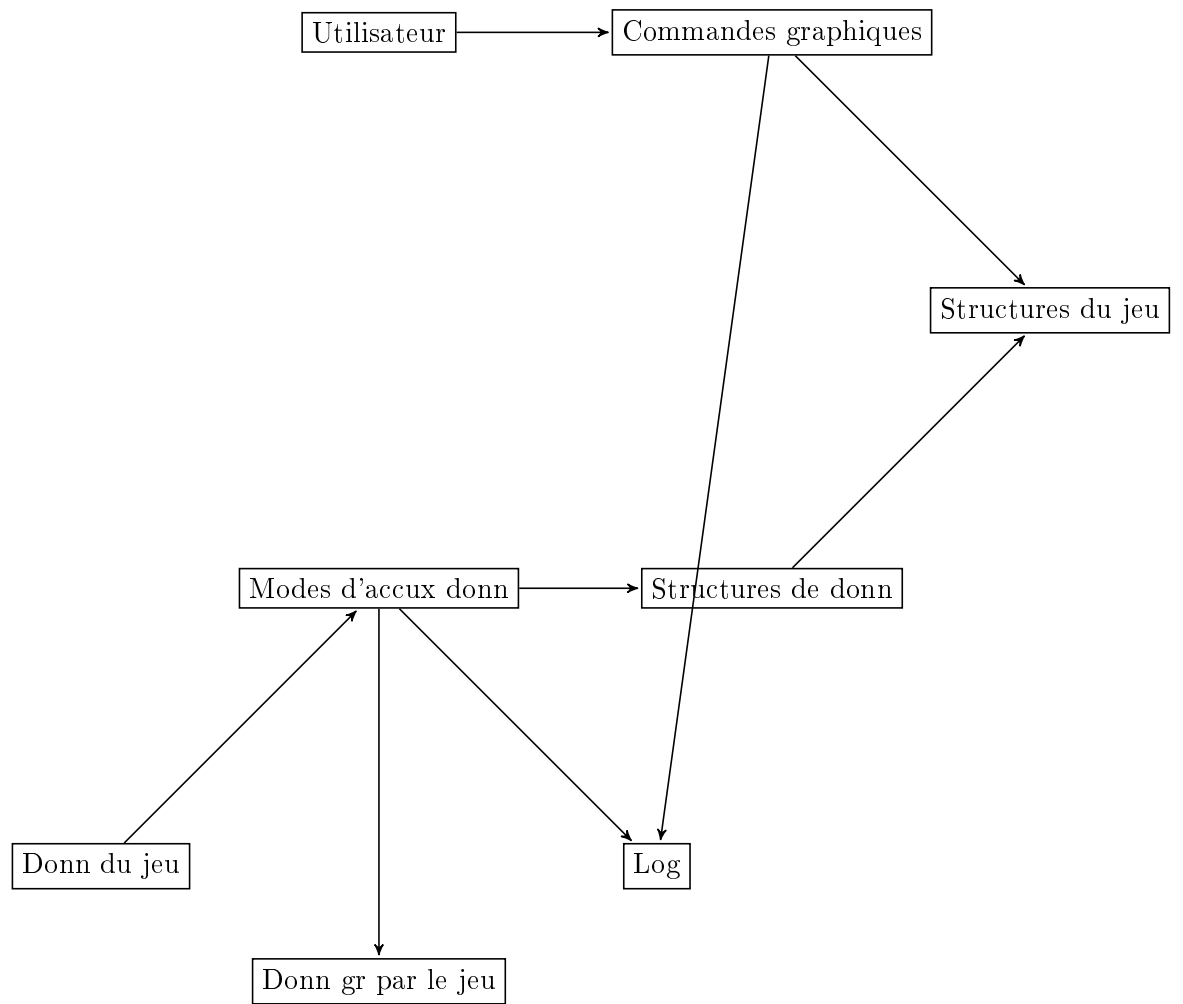 Utilisateur
Commandes graphiques
Structures du jeu
Modes d'accux donn
Structures de donn
Donn du jeu
Log
Donn gr par le jeu